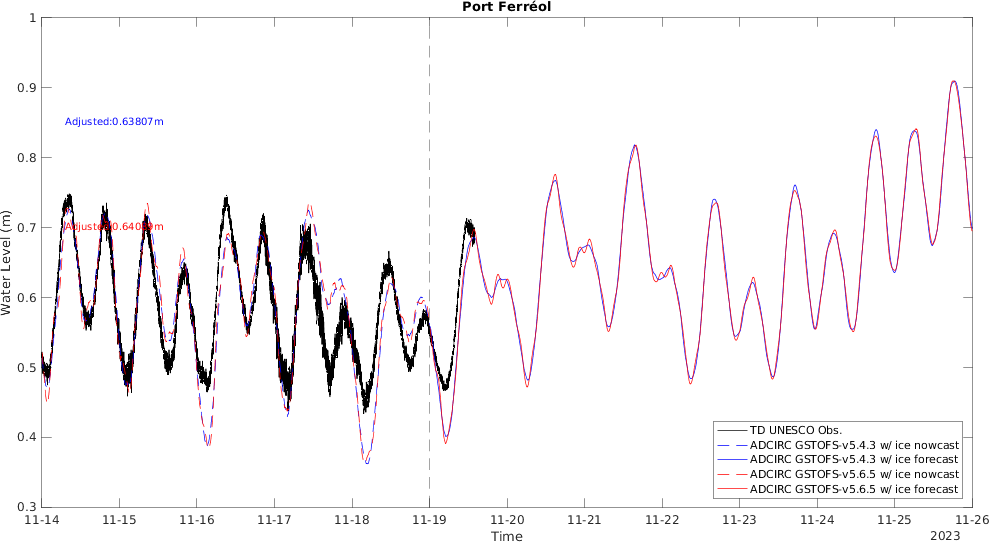 Port Ferréol
1
0.9
0.8
0.7
0.6
0.5
0.4
0.3
Water Level (m)
Adjusted:0.63807m
TD UNESCO Obs.
ADCIRC GSTOFS-v5.4.3 w/ ice nowcast
ADCIRC GSTOFS-v5.4.3 w/ ice forecast
ADCIRC GSTOFS-v5.6.5 w/ ice nowcast
ADCIRC GSTOFS-v5.6.5 w/ ice forecast
11-14 11-15 11-16 11-17 11-18 11-19 11-20 11-21 11-22 11-23 11-24 11-25 11-26
Time
2023